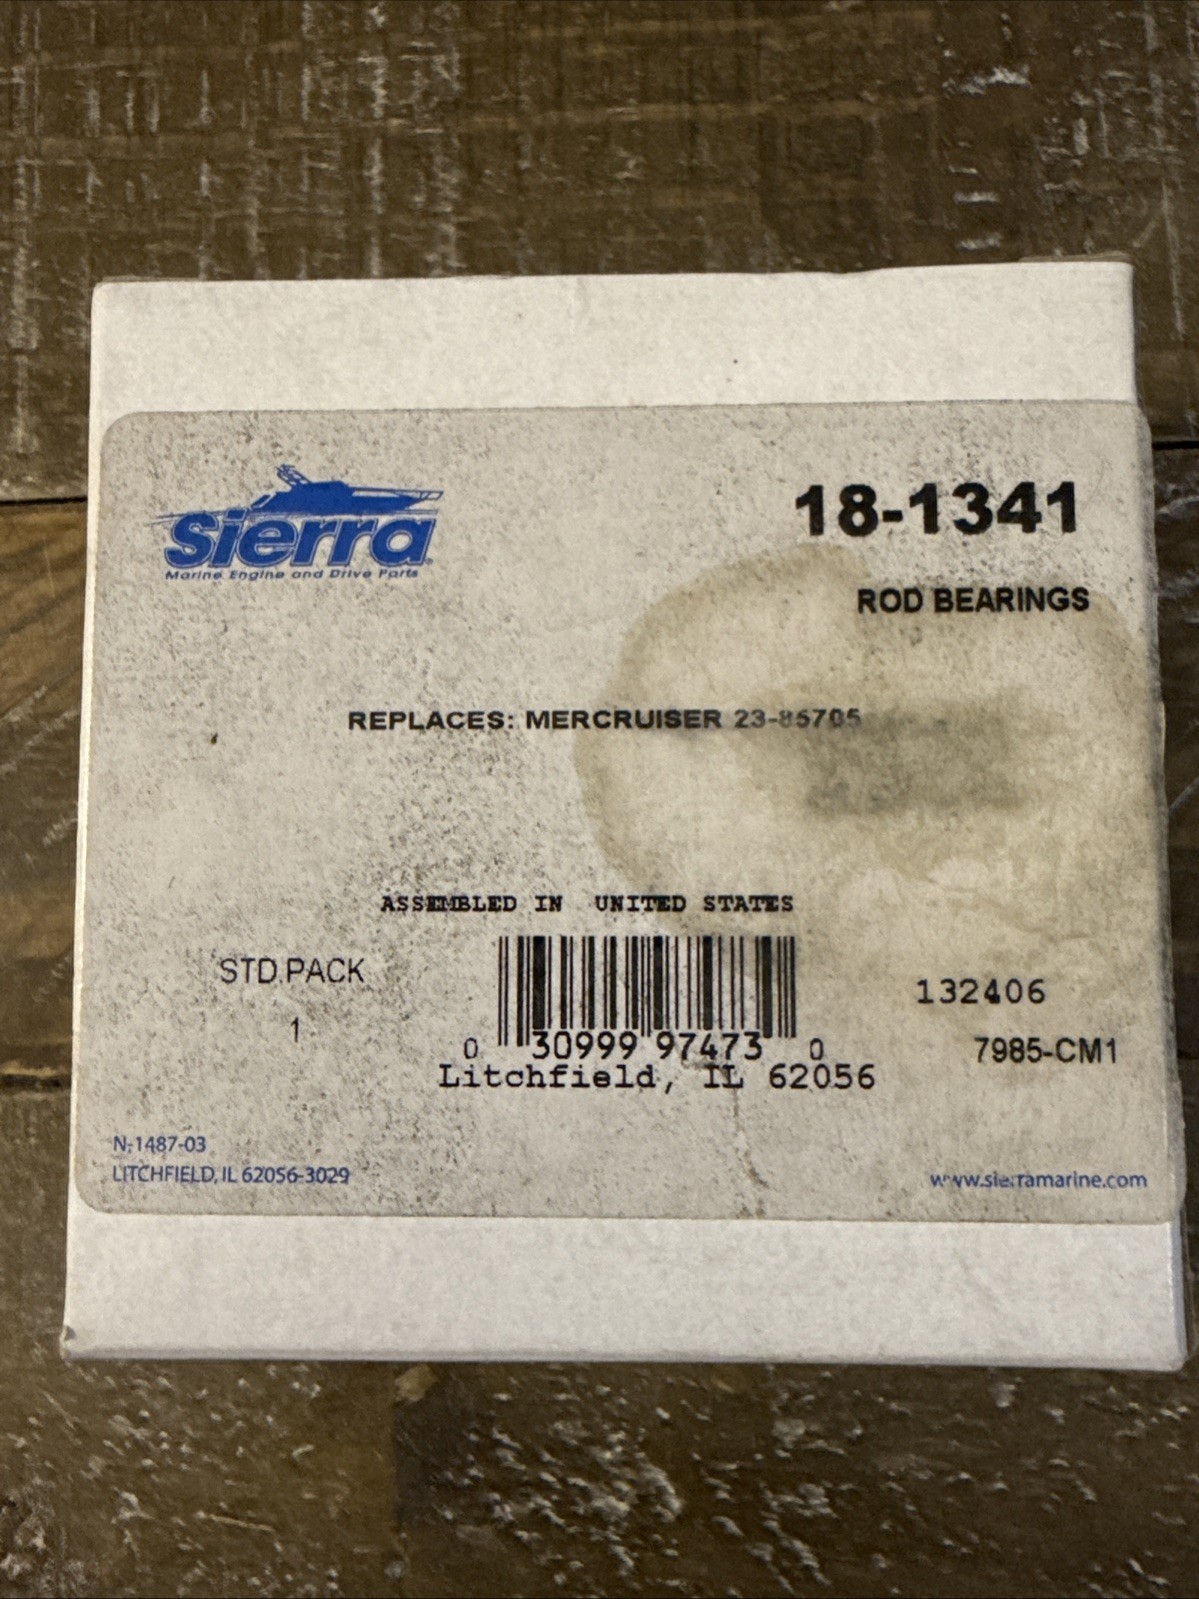 Sierra
Marine Engine and Drive Parts
18-1341
ROD BEARINGS
REPLACES: MERCRUISER 23-85705
ASSEMBLED IN UNITED STATES
STD.PACK
1
132406
7985-CM1
0 30999 97473 0
Litchfield, IL 62056
N-1487-03
LITCHFIELD, IL 62056-3029
www.sierramarine.com